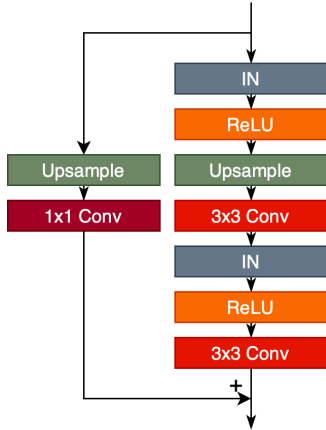 IN
ReLU
Upsample
Upsample
1x1 Conv
3x3 Conv
IN
ReLU
3x3 Conv
+